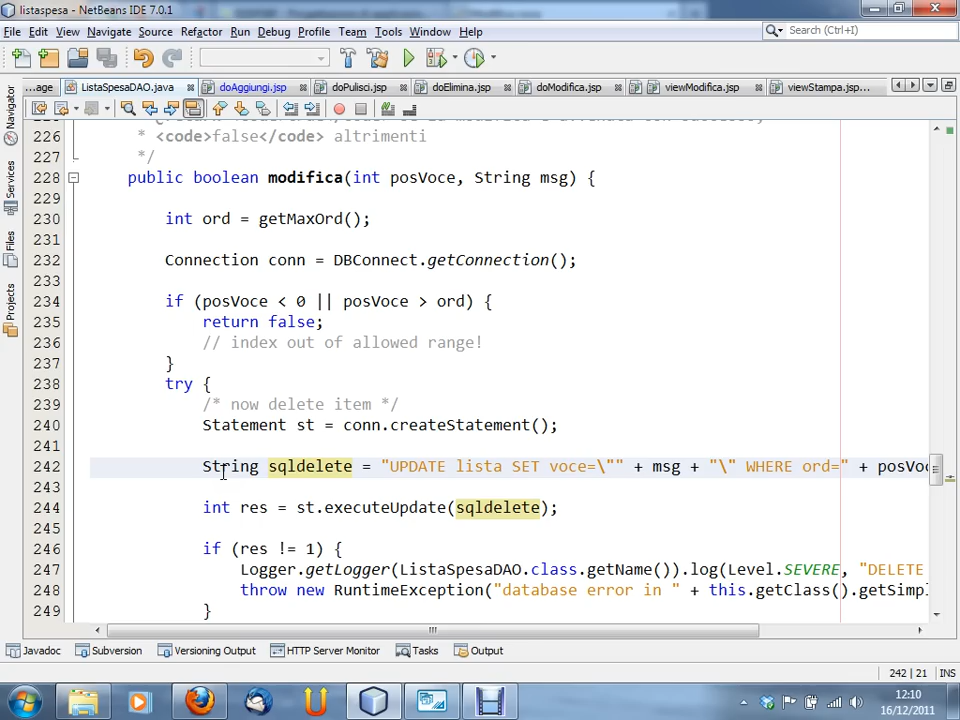 listaspesa - NetBeans IDE 7.0.1
File Edit View Navigate Source Refactor Run Debug Profile Team Tools Window Help
Search (Ctrl+I)
...age ListaSpesaDAO.java doAggiungi.jsp doPulisci.jsp doElimina.jsp doModifica.jsp viewModifica.jsp viewStampa.jsp...
Navigator
Services
Files
Projects
226 * <code>false</code> altrimenti
227 */
228 public boolean modifica(int posVoce, String msg) {
229
230 int ord = getMaxOrd();
231
232 Connection conn = DBConnect.getConnection();
233
234 if (posVoce < 0 || posVoce > ord) {
235 return false;
236 // index out of allowed range!
237 }
238 try {
239 /* now delete item */
240 Statement st = conn.createStatement();
241
242 String sqldelete = "UPDATE lista SET voce=\"" + msg + "\" WHERE ord=" + posVoc
243
244 int res = st.executeUpdate(sqldelete);
245
246 if (res != 1) {
247 Logger.getLogger(ListaSpesaDAO.class.getName()).log(Level.SEVERE, "DELETE
248 throw new RuntimeException("database error in " + this.getClass().getSimpl
249 }
Javadoc Subversion Versioning Output HTTP Server Monitor Tasks Output
242 | 21 INS
12:10
16/12/2011